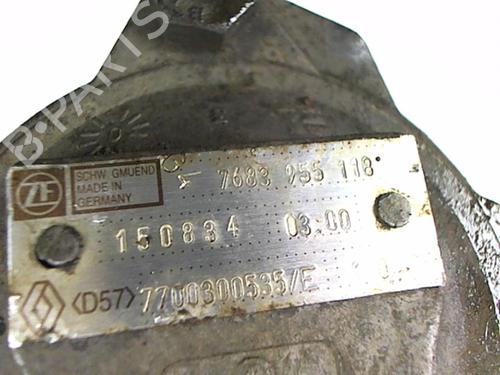 B-PARTS
ZF
SCHW. GMUEND
MADE IN
GERMANY
7683 955 118
150834 03:00
<D57> 7700300535/E